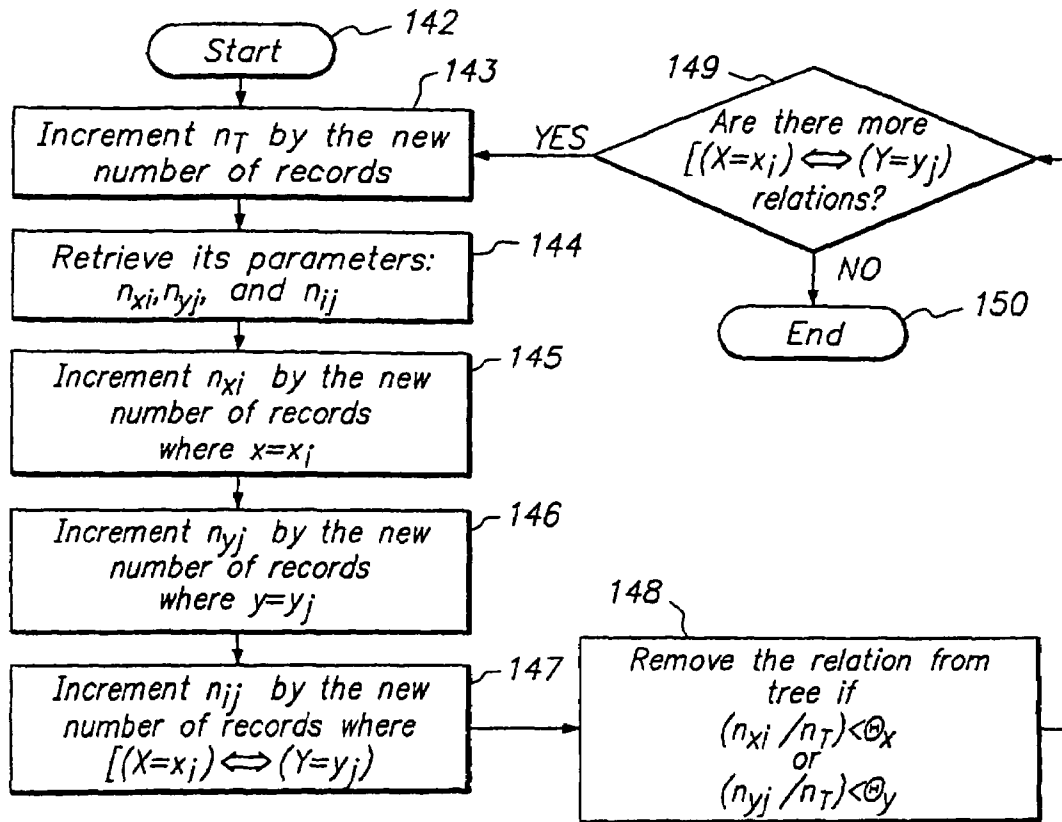 Start
142
143
Increment n_T by the new
number of records
144
Retrieve its parameters:
n_xi, n_yj, and n_ij
145
Increment n_xi by the new
number of records
where x=x_i
146
Increment n_yj by the new
number of records
where y=y_j
147
Increment n_ij by the new
number of records where
[(X=x_i) ⟺ (Y=y_j)
148
Remove the relation from
tree if
(n_xi /n_T)<Θ_x
or
(n_yj /n_T)<Θ_y
149
Are there more
[(X=x_i) ⟺ (Y=y_j)
relations?
YES
NO
End
150